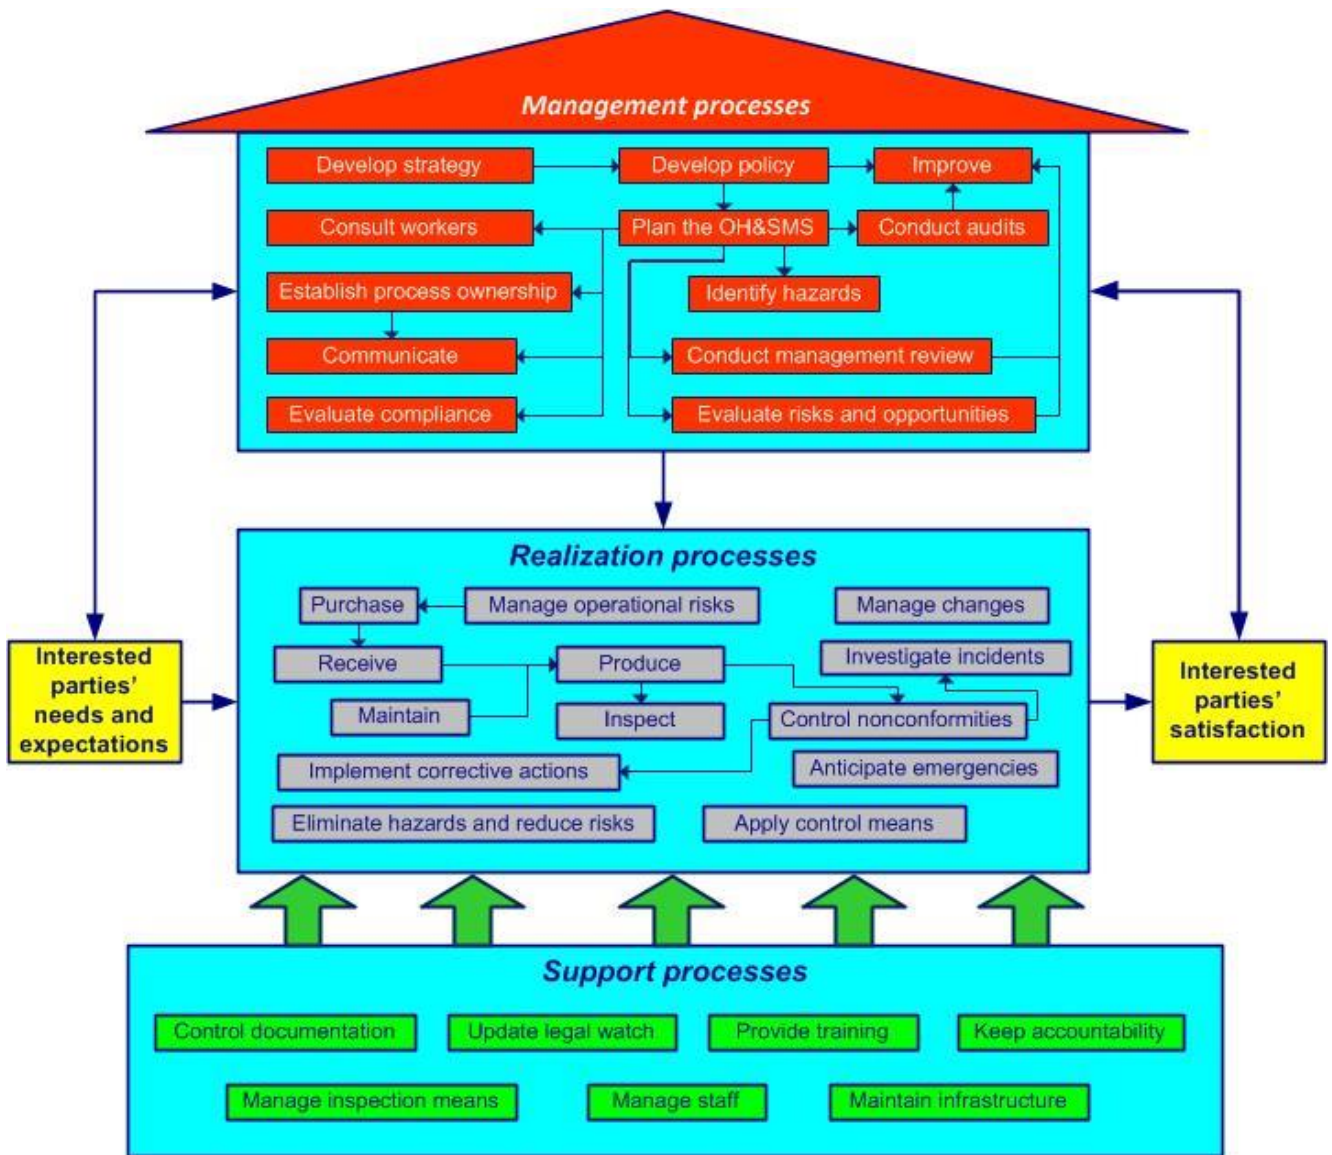 Management processes
Develop strategy
Develop policy
Improve
Consult workers
Plan the OH&SMS
Conduct audits
Establish process ownership
Identify hazards
Communicate
Conduct management review
Evaluate compliance
Evaluate risks and opportunities
Realization processes
Purchase
Manage operational risks
Manage changes
Receive
Produce
Investigate incidents
Maintain
Inspect
Control nonconformities
Implement corrective actions
Anticipate emergencies
Eliminate hazards and reduce risks
Apply control means
Interested
parties’
needs and
expectations
Interested
parties’
satisfaction
Support processes
Control documentation
Update legal watch
Provide training
Keep accountability
Manage inspection means
Manage staff
Maintain infrastructure